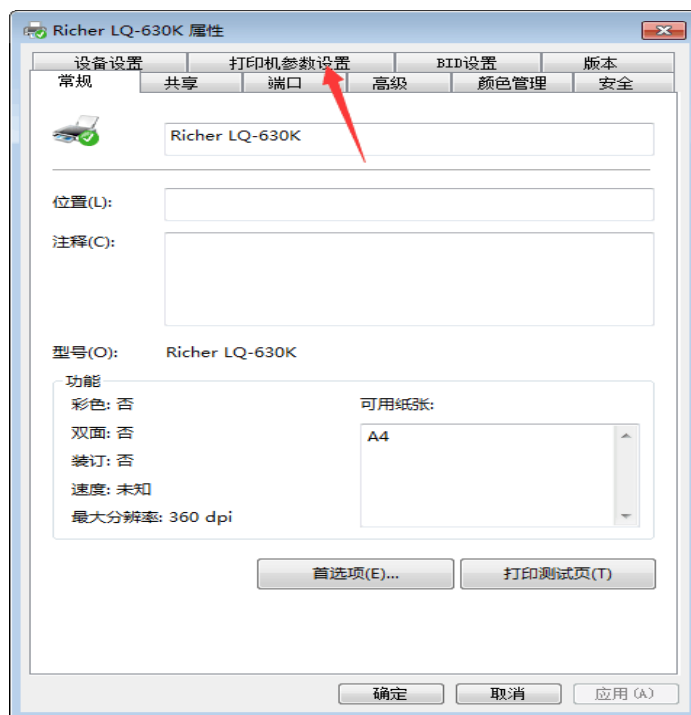 Richer LQ-630K 属性
设备设置 打印机参数设置 BID设置 版本
常规 共享 端口 高级 颜色管理 安全
Richer LQ-630K
位置(L):
注释(C):
型号(O): Richer LQ-630K
功能
彩色: 否 可用纸张:
双面: 否 A4
装订: 否
速度: 未知
最大分辨率: 360 dpi
首选项(E)... 打印测试页(T)
确定 取消 应用(A)